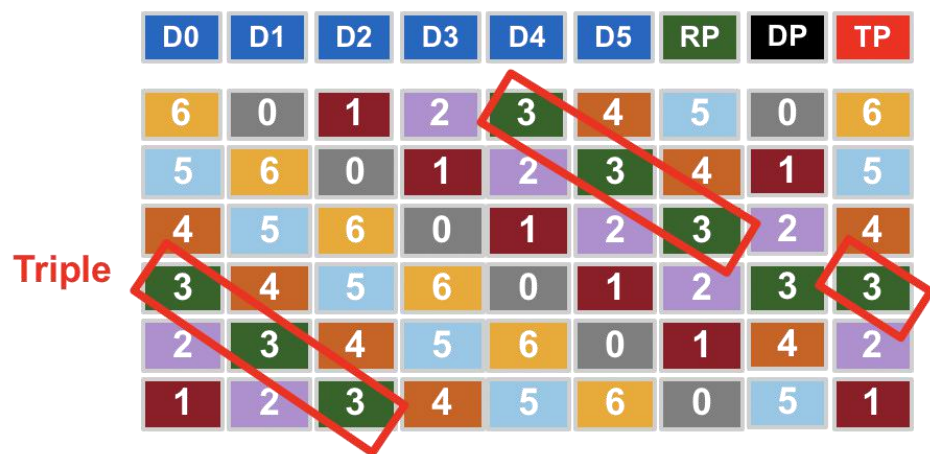 D0 D1 D2 D3 D4 D5 RP DP TP
6 0 1 2 3 4 5 0 6
5 6 0 1 2 3 4 1 5
4 5 6 0 1 2 3 2 4
Triple 3 4 5 6 0 1 2 3 3
2 3 4 5 6 0 1 4 2
1 2 3 4 5 6 0 5 1